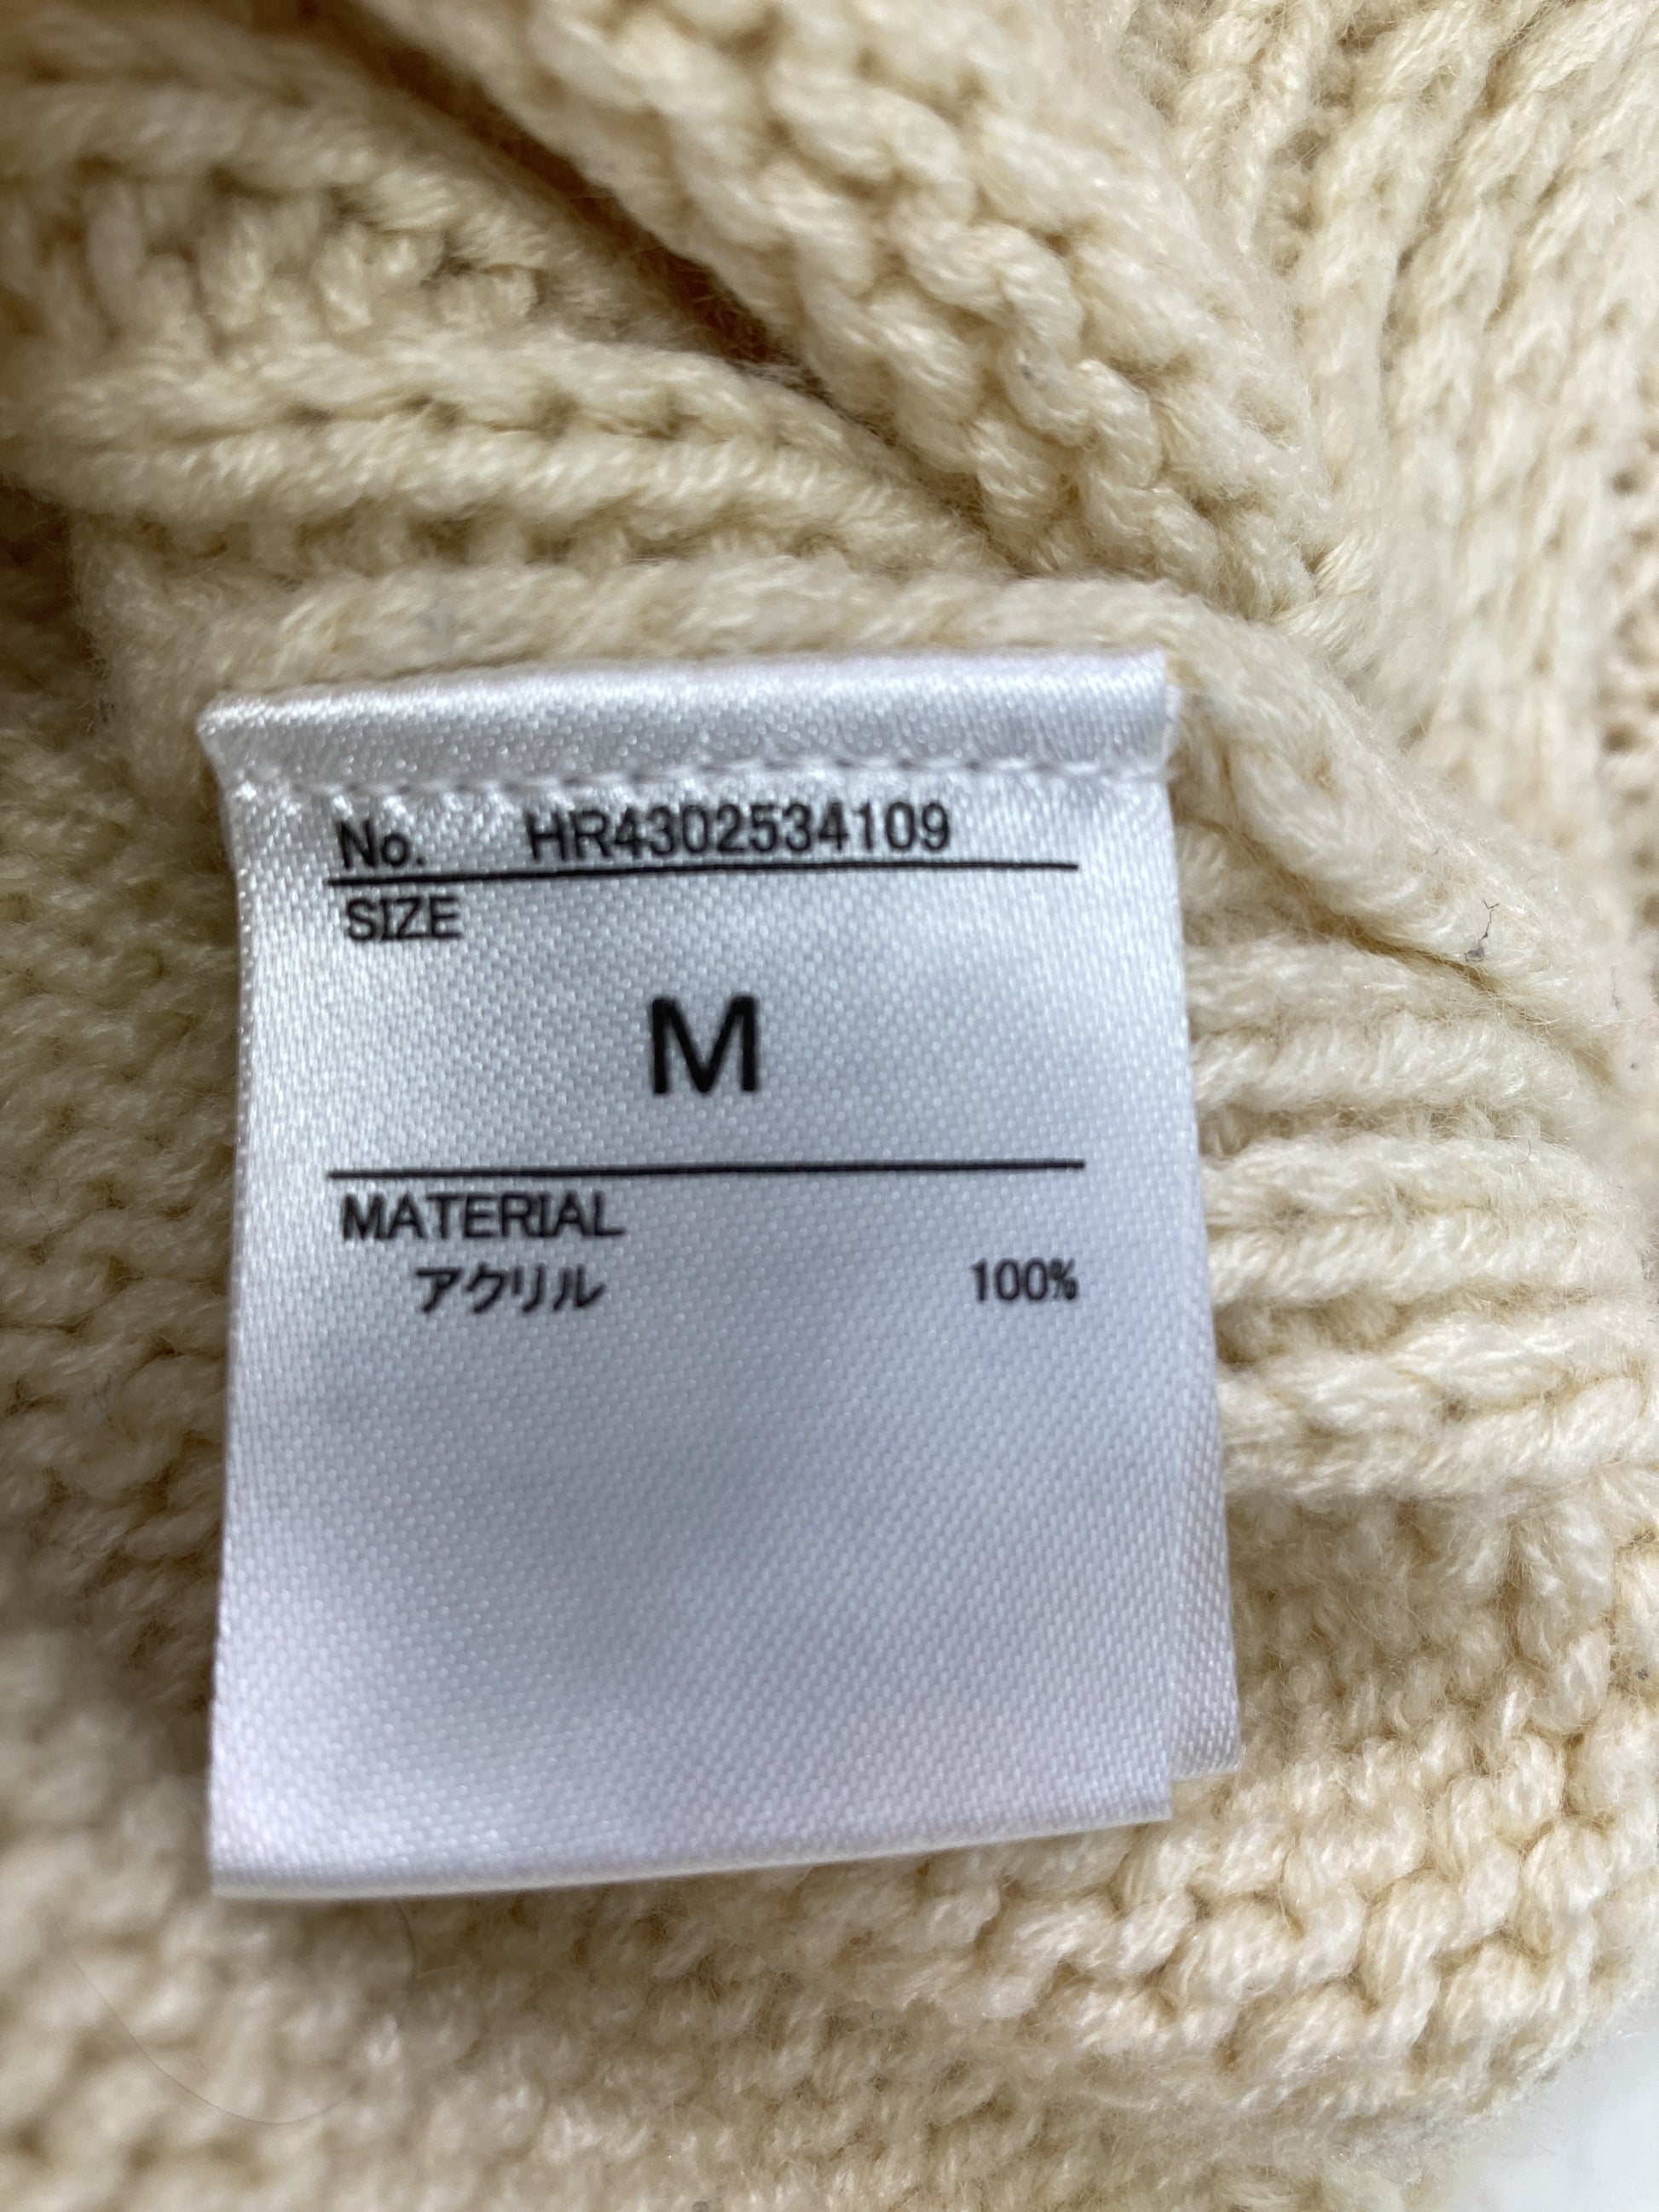 No. HR4302534109
SIZE
M
MATERIAL
アクリル 100%